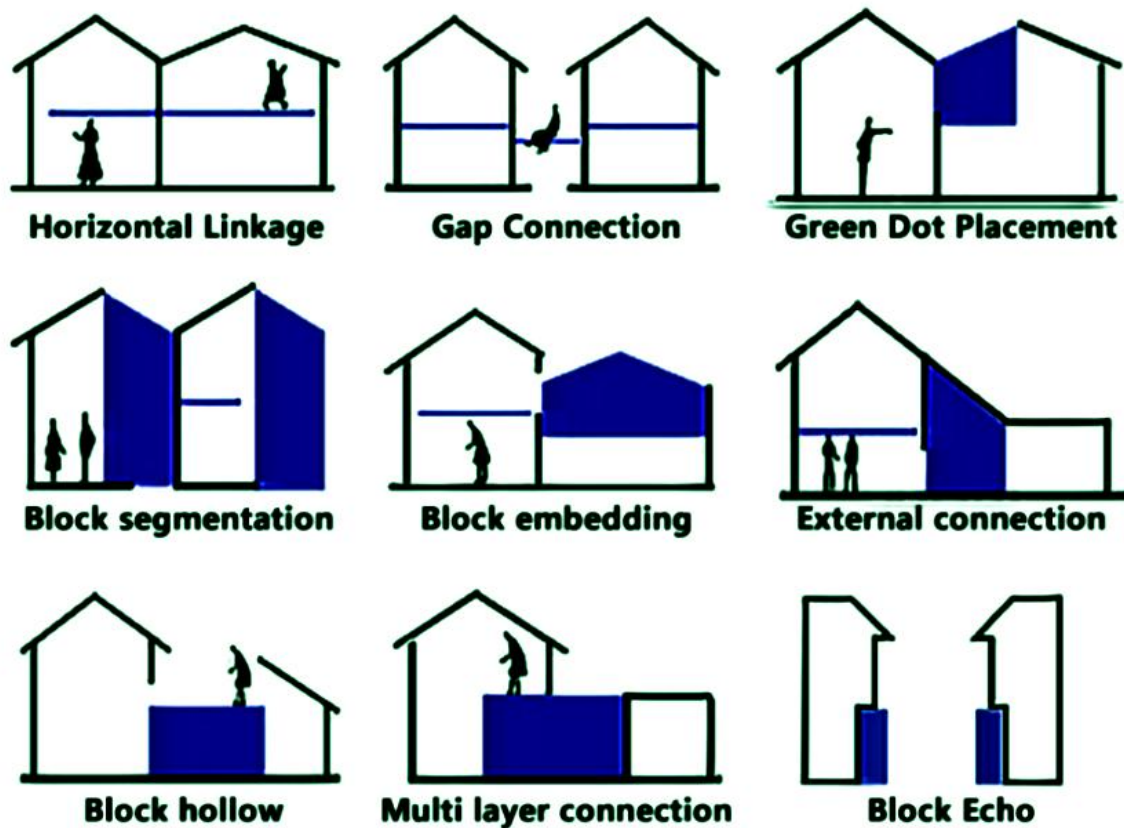 Horizontal Linkage
Gap Connection
Green Dot Placement
Block segmentation
Block embedding
External connection
Block hollow
Multi layer connection
Block Echo